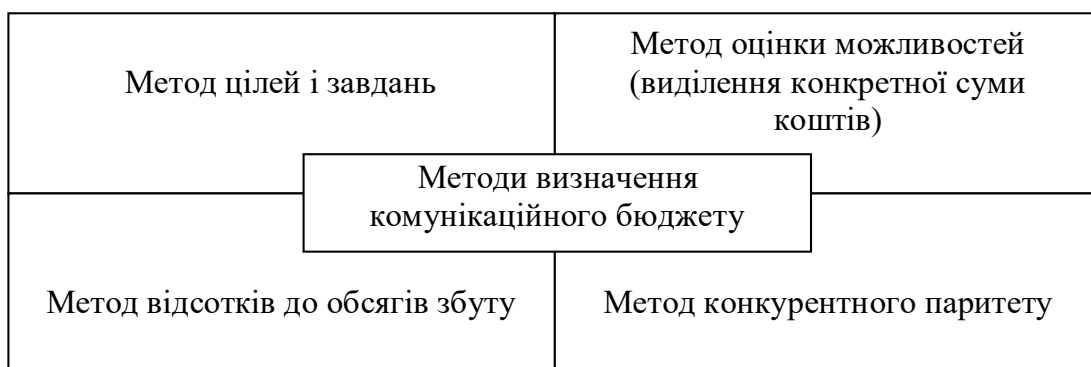 Метод цілей і завдань
Метод оцінки можливостей
(виділення конкретної суми
коштів)
Методи визначення
комунікаційного бюджету
Метод відсотків до обсягів збуту
Метод конкурентного паритету